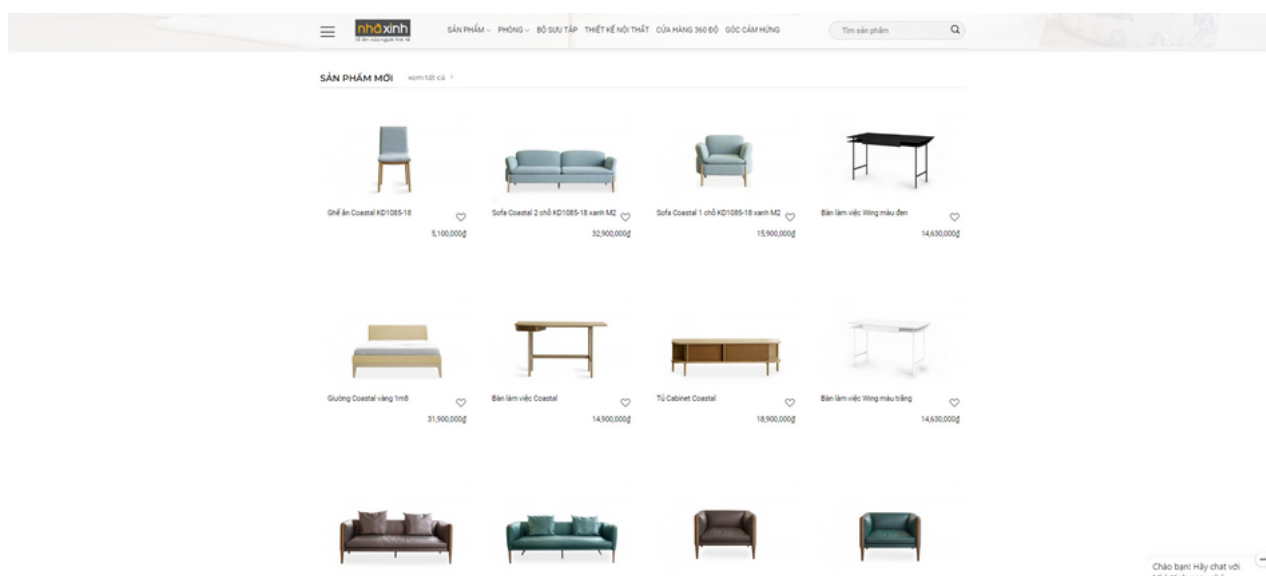 nhàxinh
SẢN PHẨM PHÒNG BỘ SƯU TẬP THIẾT KẾ NỘI THẤT CỬA HÀNG 360 ĐỘ GÓC CẢM HỨNG Tìm sản phẩm
SẢN PHẨM MỚI xem tất cả
Ghế ăn Coastal KD1085-18 Sofa Coastal 2 chỗ KD1085-18 xanh M2 Sofa Coastal 1 chỗ KD1085-18 xanh M2 Bàn làm việc Wing màu đen
5,100,000₫ 32,900,000₫ 15,900,000₫ 14,630,000₫
Giường Coastal vàng 1m8 Bàn làm việc Coastal Tủ Cabinet Coastal Bàn làm việc Wing màu trắng
31,900,000₫ 14,900,000₫ 18,900,000₫ 14,630,000₫
Chào bạn! Hãy chat với